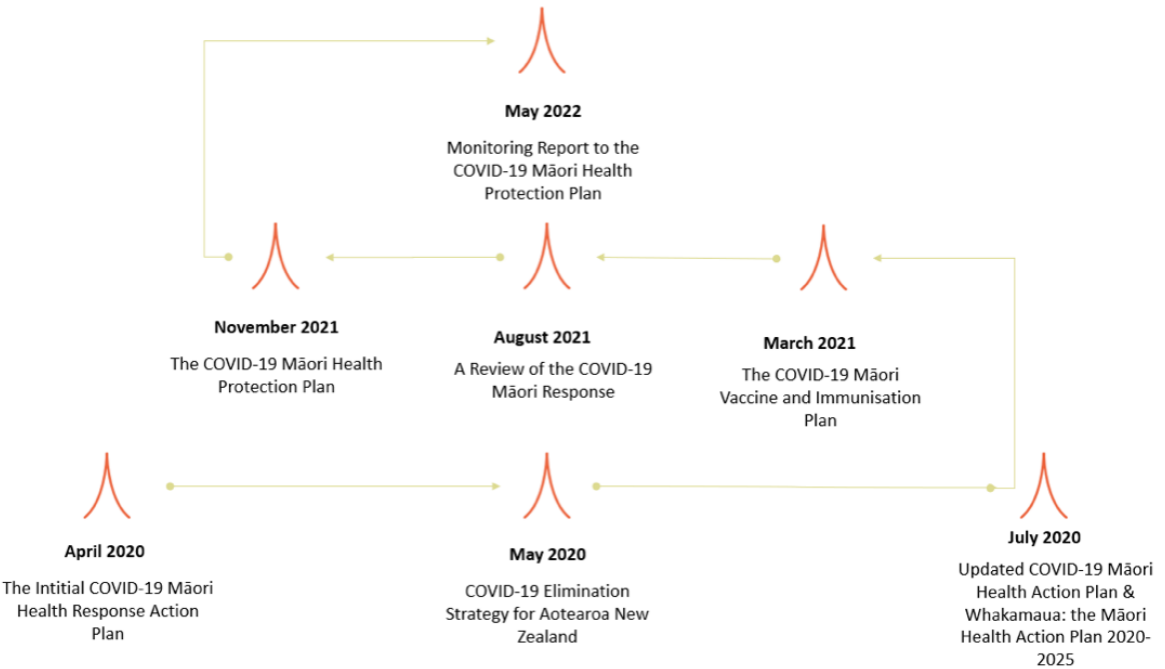 May 2022
Monitoring Report to the
COVID-19 Māori Health
Protection Plan
November 2021
The COVID-19 Māori Health
Protection Plan
August 2021
A Review of the COVID-19
Māori Response
March 2021
The COVID-19 Māori
Vaccine and Immunisation
Plan
April 2020
The Intitial COVID-19 Māori
Health Response Action
Plan
May 2020
COVID-19 Elimination
Strategy for Aotearoa New
Zealand
July 2020
Updated COVID-19 Māori
Health Action Plan &
Whakamaua: the Māori
Health Action Plan 2020-
2025